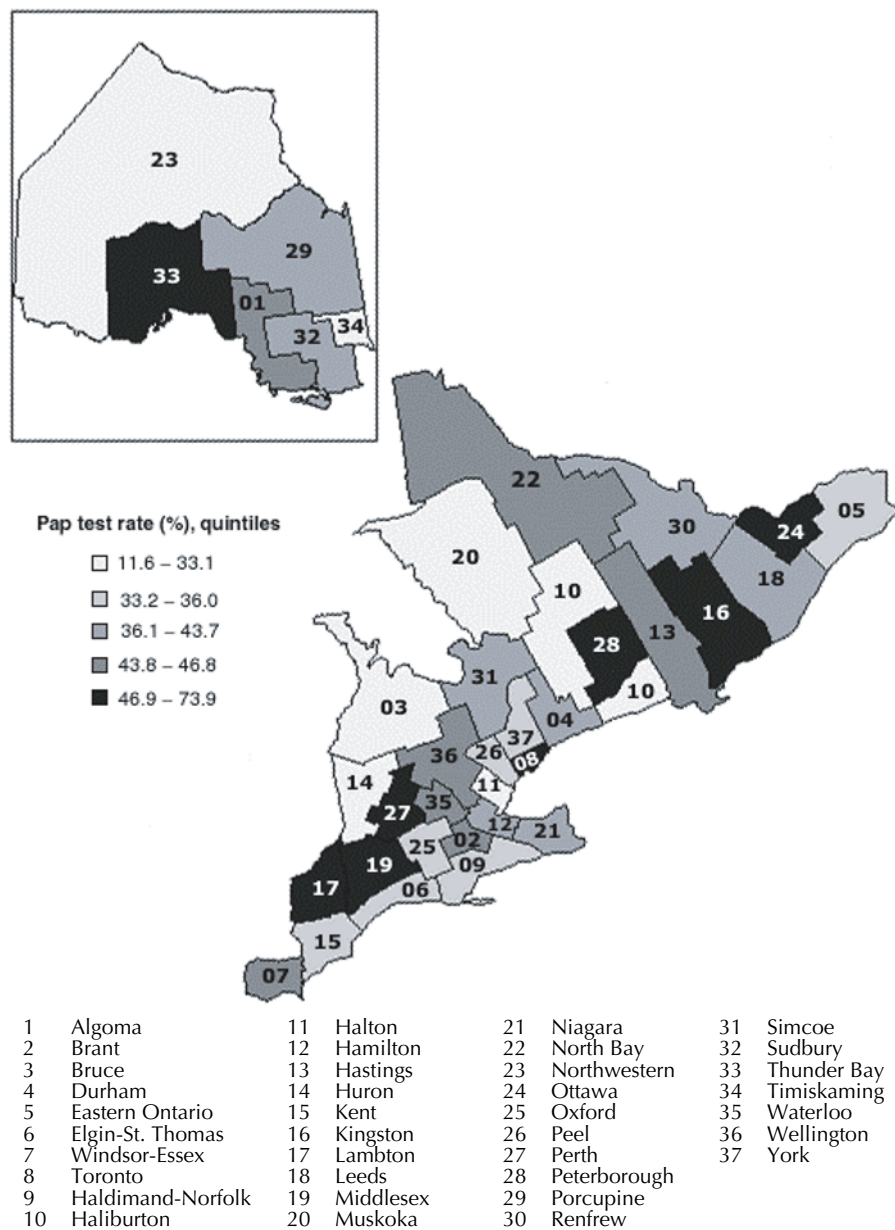 23
29
33
01
32
34
22
05
30
24
20
18
10
16
13
28
31
10
03
04
37
26
08
36
14
11
35
27
12
21
02
25
19
09
17
06
15
07
Pap test rate (%), quintiles
11.6 – 33.1
33.2 – 36.0
36.1 – 43.7
43.8 – 46.8
46.9 – 73.9
1 Algoma
2 Brant
3 Bruce
4 Durham
5 Eastern Ontario
6 Elgin-St. Thomas
7 Windsor-Essex
8 Toronto
9 Haldimand-Norfolk
10 Haliburton
11 Halton
12 Hamilton
13 Hastings
14 Huron
15 Kent
16 Kingston
17 Lambton
18 Leeds
19 Middlesex
20 Muskoka
21 Niagara
22 North Bay
23 Northwestern
24 Ottawa
25 Oxford
26 Peel
27 Perth
28 Peterborough
29 Porcupine
30 Renfrew
31 Simcoe
32 Sudbury
33 Thunder Bay
34 Timiskaming
35 Waterloo
36 Wellington
37 York